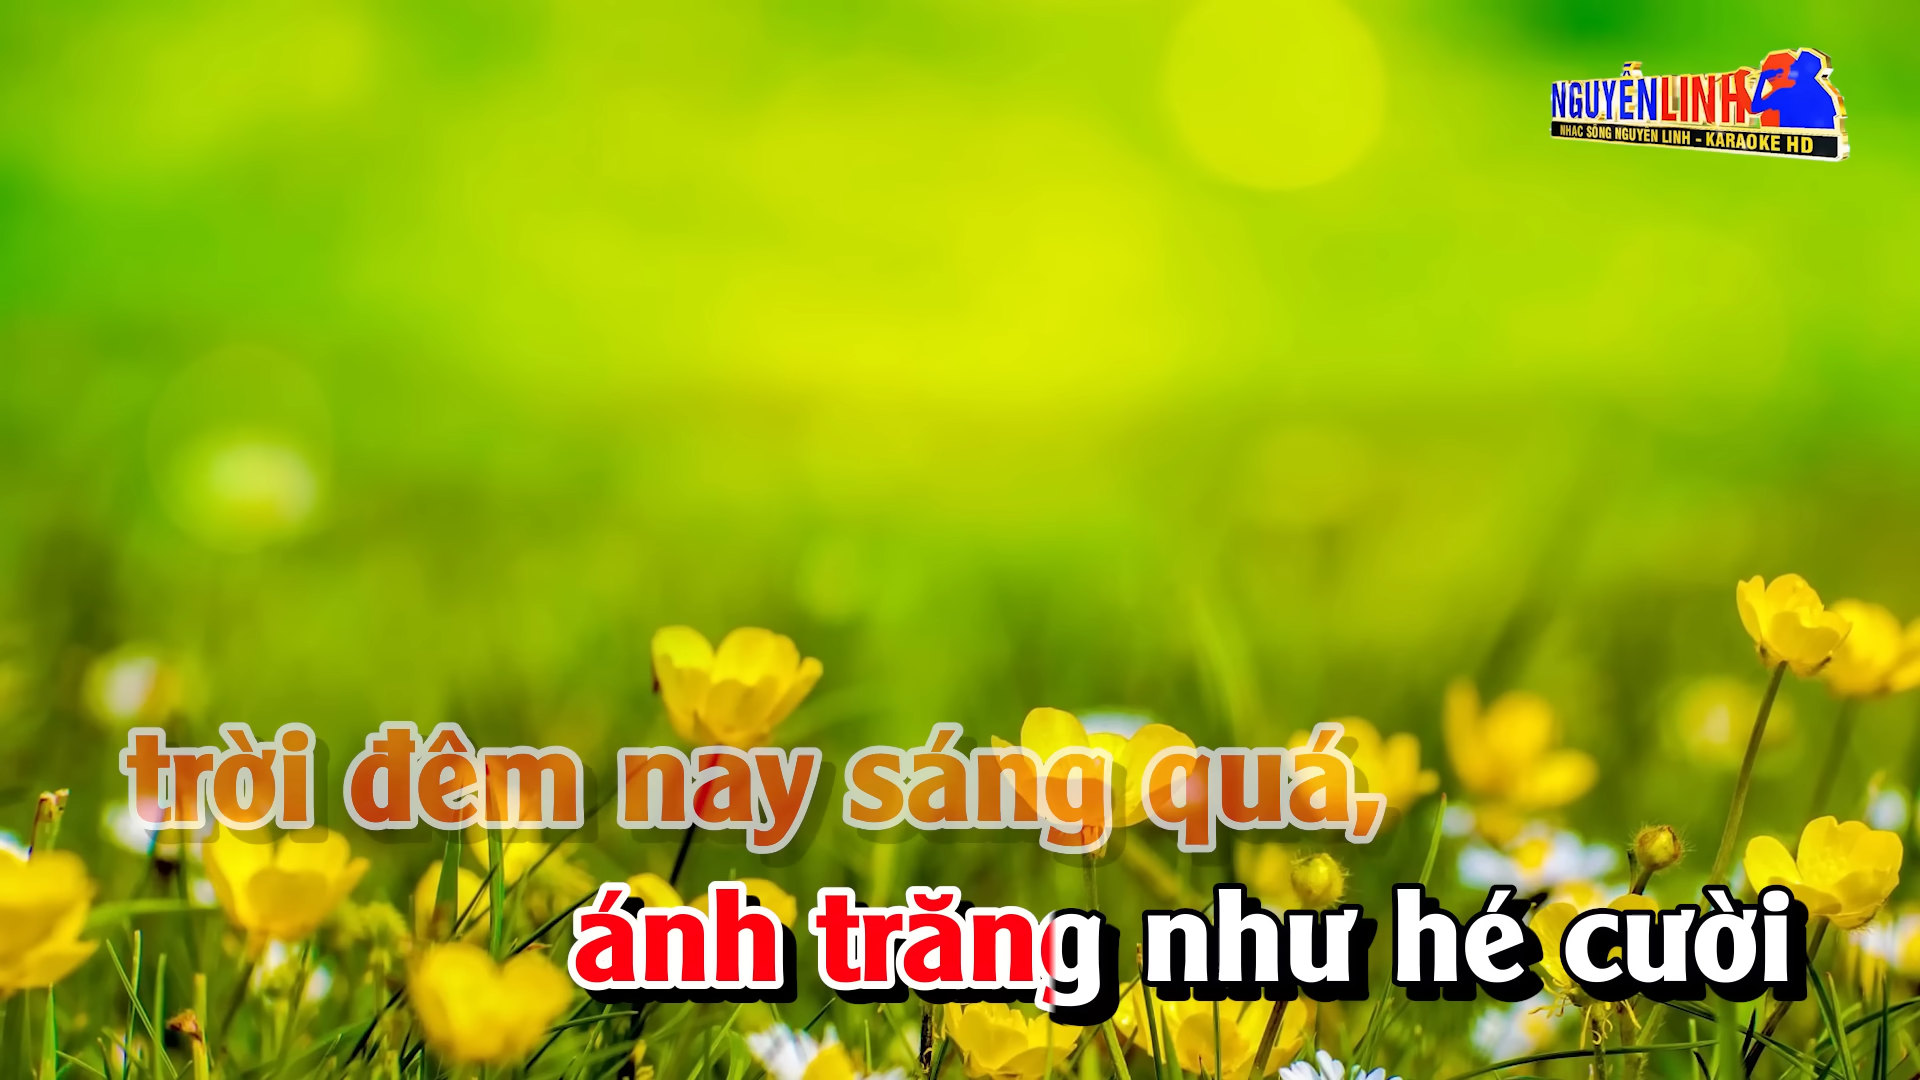 NGUYỄN LINH
NHẠC SỐNG NGUYỄN LINH - KARAOKE HD
trời đêm nay sáng quá,
ánh trăng như hé cười